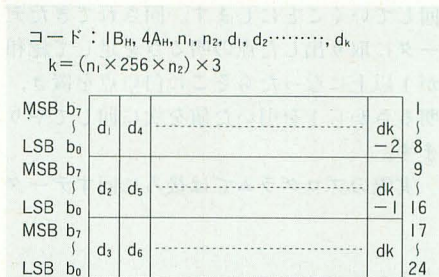 コード：1BH, 4AH, n1, n2, d1, d2………, dk
k=(n1×256×n2)×3
MSB b7 1
〜 d1 d4 ………… dk 〜
LSB b0 −2 8
MSB b7 9
〜 d2 d5 ………… dk 〜
LSB b0 −1 16
MSB b7 17
〜 d3 d6 ………… dk 〜
LSB b0 24